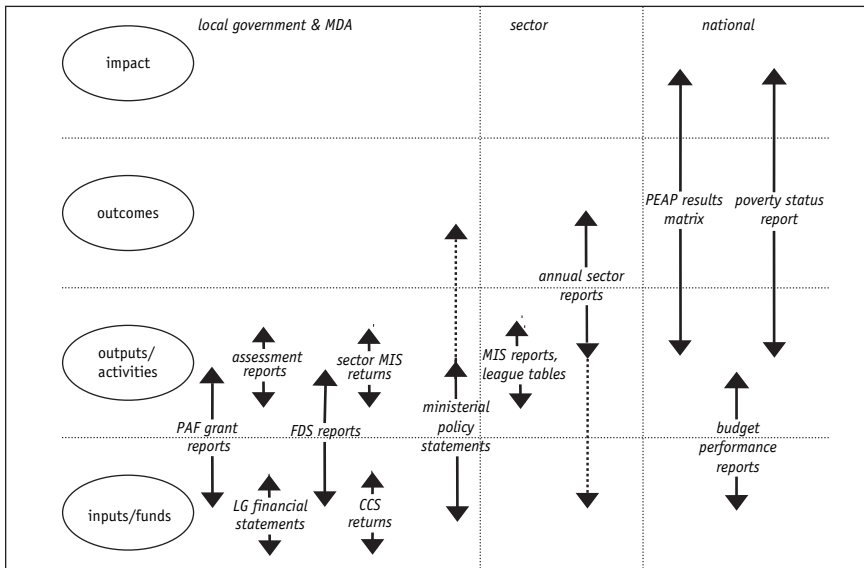 local government & MDA
sector
national
impact
outcomes
PEAP results
matrix
poverty status
report
annual sector
reports
outputs/
activities
assessment
reports
sector MIS
returns
MIS reports,
league tables
ministerial
policy
statements
PAF grant
reports
FDS reports
budget
performance
reports
inputs/funds
LG financial
statements
CCS
returns